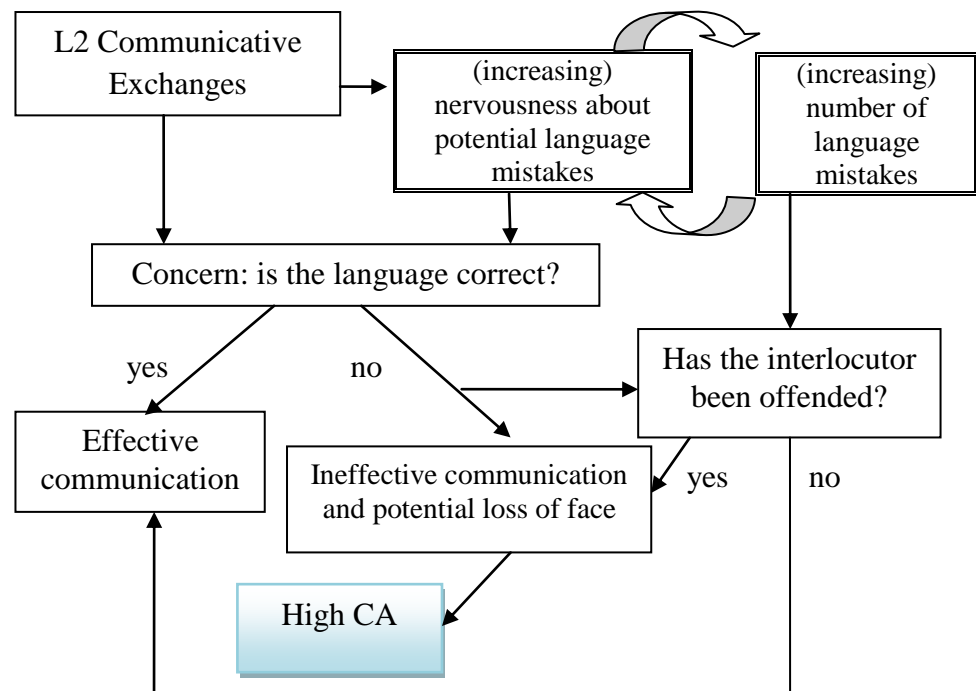 L2 Communicative
Exchanges
(increasing)
nervousness about
potential language
mistakes
(increasing)
number of
language
mistakes
Concern: is the language correct?
yes
no
Has the interlocutor
been offended?
Effective
communication
Ineffective communication
and potential loss of face
yes
no
High CA